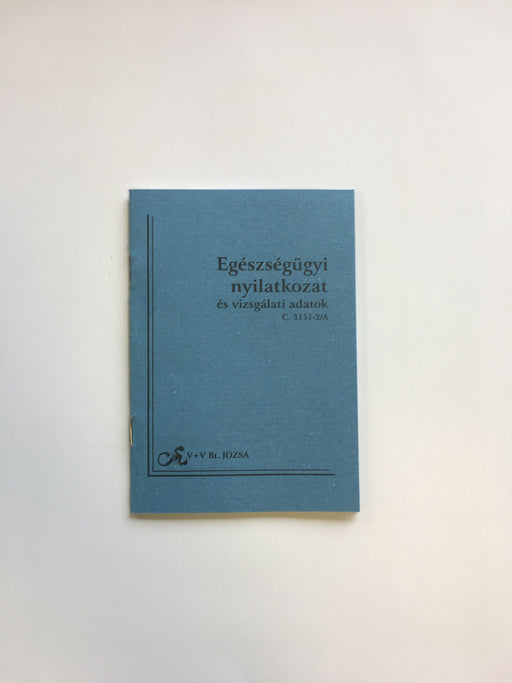 Egészségügyi
nyilatkozat
és vizsgálati adatok
C. 3151-2/A
V+V Bt. JÓZSA